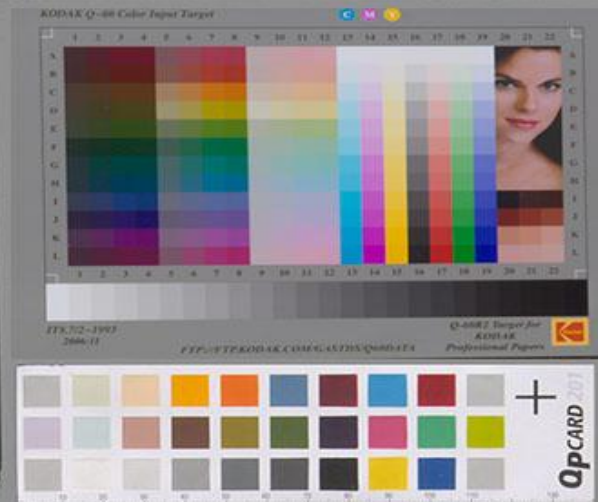 KODAK Q-60 Color Input Target
C M Y
1 2 3 4 5 6 7 8 9 10 11 12 13 14 15 16 17 18 19 20 21 22
A A
B B
C C
D D
E E
F F
G G
H H
I I
J J
K K
L L
1 2 3 4 5 6 7 8 9 10 11 12 13 14 15 16 17 18 19 20 21 22
IT8.7/2-1993
2006:11
FTP://FTP.KODAK.COM/GASTDS/Q60DATA
Q-60R2 Target for
KODAK
Professional Papers
Kodak
QPCARD 201